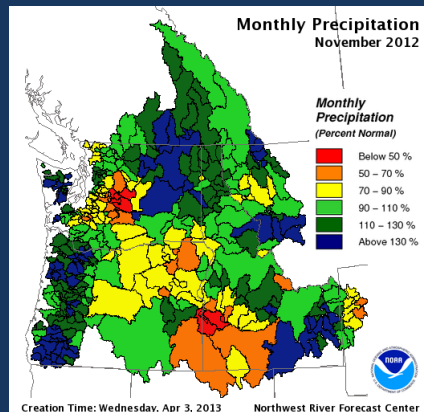 Monthly Precipitation
November 2012
Monthly
Precipitation
(Percent Normal)
Below 50 %
50 – 70 %
70 – 90 %
90 – 110 %
110 – 130 %
Above 130 %
NOAA
Creation Time: Wednesday, Apr 3, 2013 Northwest River Forecast Center